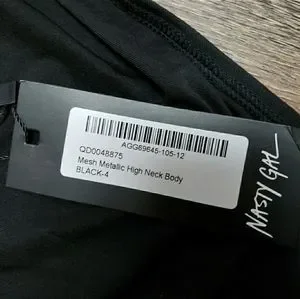 AGG69645-105-12
QD0048875
Mesh Metallic High Neck Body
BLACK-4
NASTY GAL